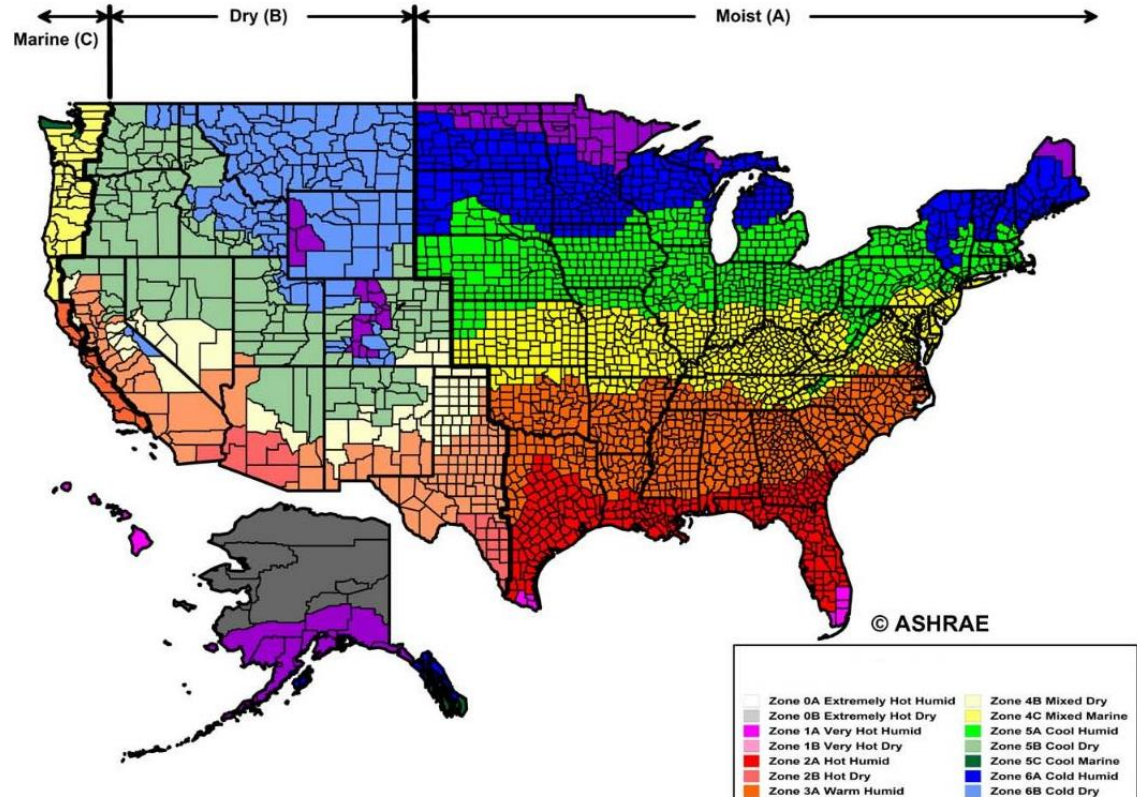 Marine (C)
Dry (B)
Moist (A)
© ASHRAE
Zone 0A Extremely Hot Humid
Zone 0B Extremely Hot Dry
Zone 1A Very Hot Humid
Zone 1B Very Hot Dry
Zone 2A Hot Humid
Zone 2B Hot Dry
Zone 3A Warm Humid
Zone 4B Mixed Dry
Zone 4C Mixed Marine
Zone 5A Cool Humid
Zone 5B Cool Dry
Zone 5C Cool Marine
Zone 6A Cold Humid
Zone 6B Cold Dry